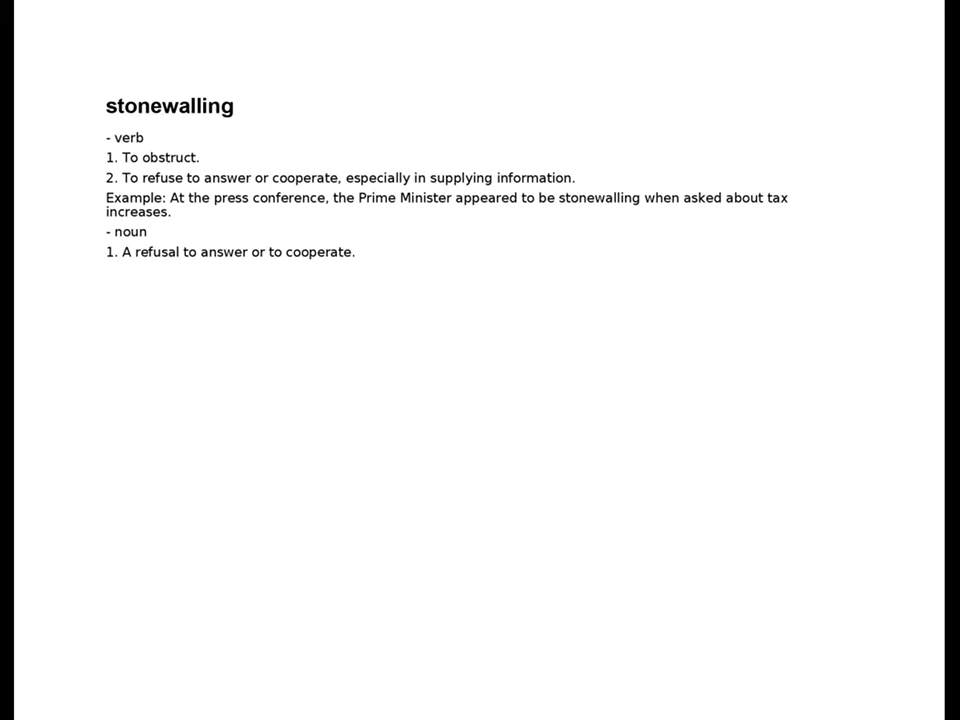 stonewalling
- verb
1. To obstruct.
2. To refuse to answer or cooperate, especially in supplying information.
Example: At the press conference, the Prime Minister appeared to be stonewalling when asked about tax
increases.
- noun
1. A refusal to answer or to cooperate.